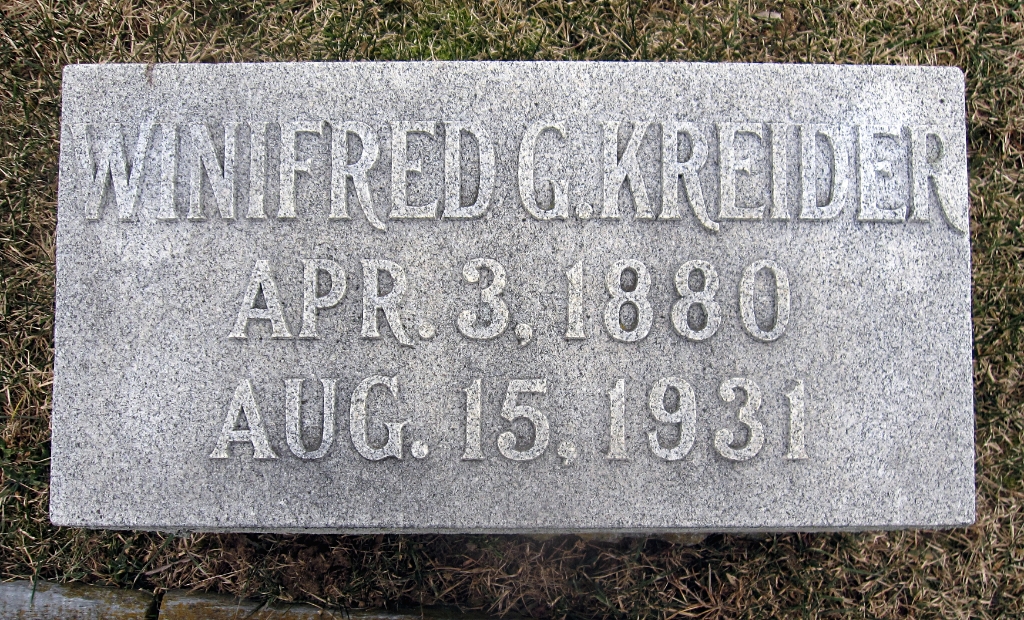 WINIFRED G. KREIDER
APR. 3, 1880
AUG. 15, 1931